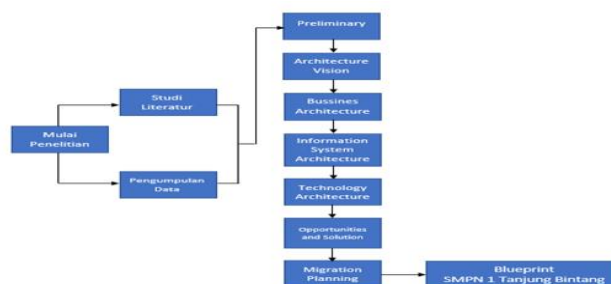 Mulai
Penelitian
Studi
Literatur
Pengumpulan
Data
Preliminary
Architecture
Vision
Bussines
Architecture
Information
System
Architecture
Technology
Architecture
Opportunities
and Solution
Migration
Planning
Blueprint
SMPN 1 Tanjung Bintang